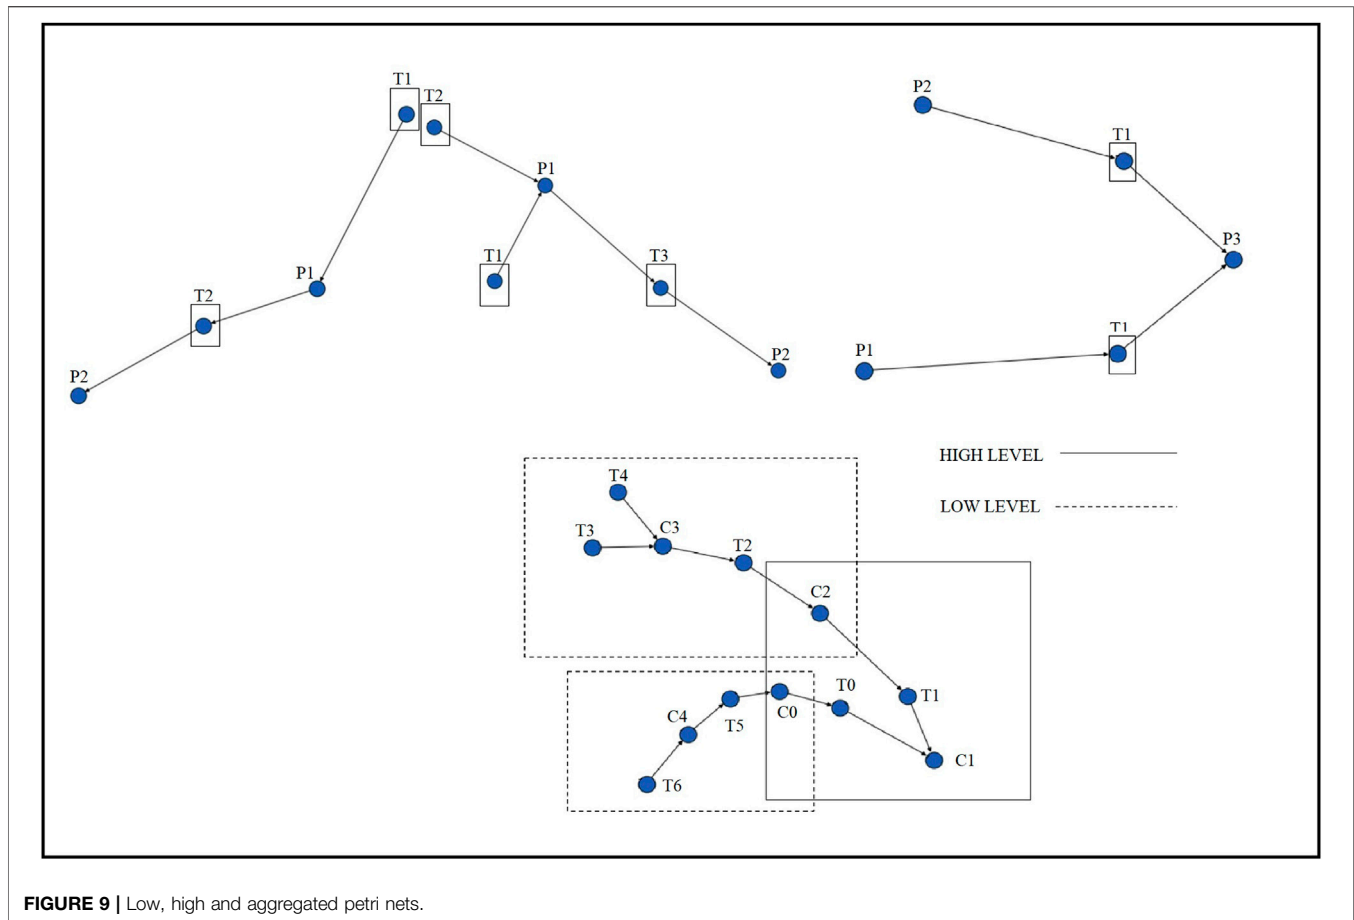 T1
T2
P1
T1
T3
P2
P1
T2
P2
P2
T1
P3
T1
P1
HIGH LEVEL
LOW LEVEL
T4
T3
C3
T2
C2
T0
T1
C0
C4
T5
C1
T6
FIGURE 9 | Low, high and aggregated petri nets.